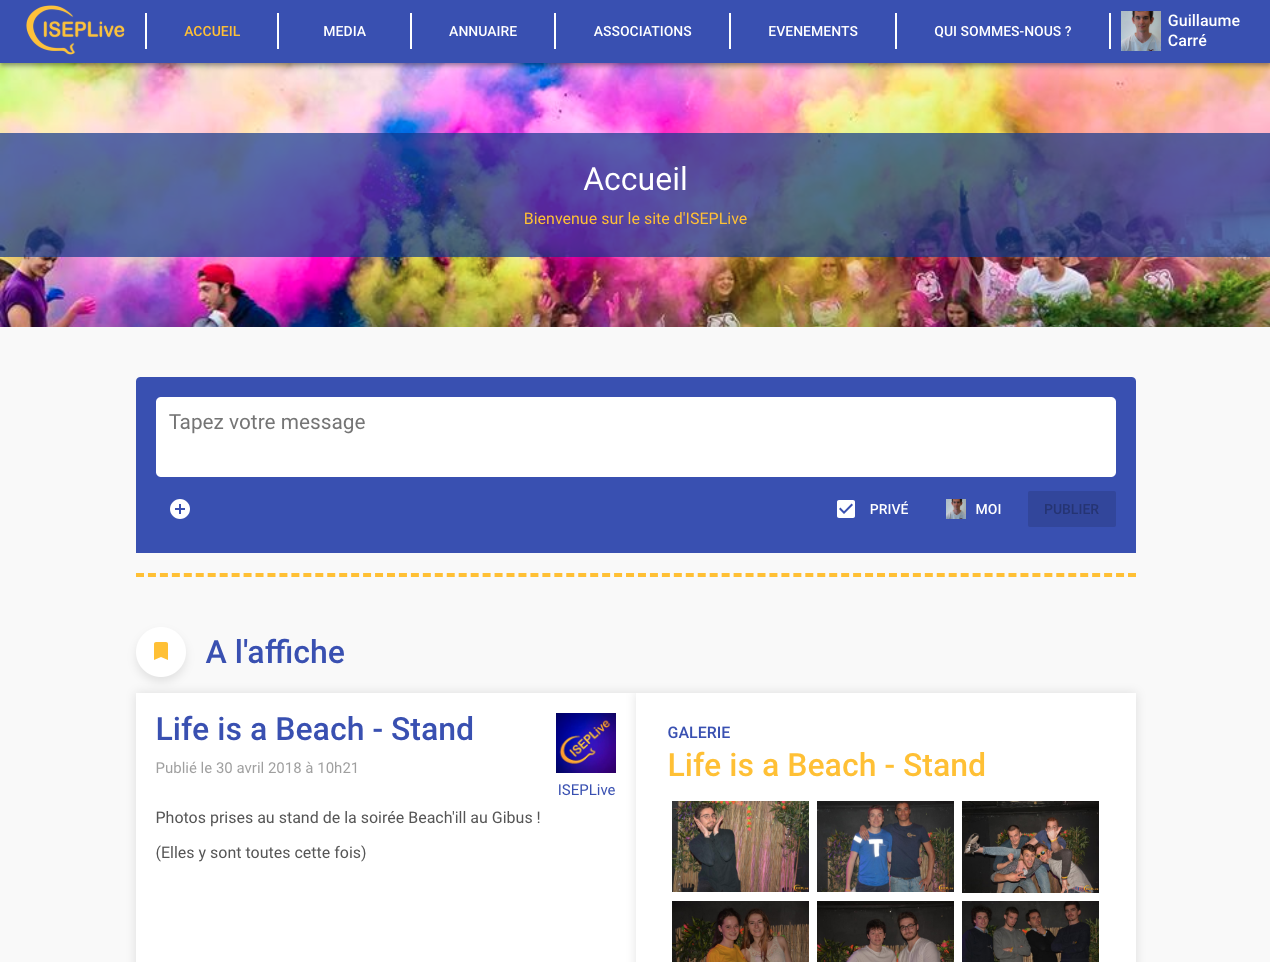 ISEPLive
ACCUEIL
MEDIA
ANNUAIRE
ASSOCIATIONS
EVENEMENTS
QUI SOMMES-NOUS ?
Guillaume
Carré
Accueil
Bienvenue sur le site d'ISEPLive
Tapez votre message
PRIVÉ
MOI
PUBLIER
A l'affiche
Life is a Beach - Stand
Publié le 30 avril 2018 à 10h21
ISEPLive
ISEPLive
Photos prises au stand de la soirée Beach'ill au Gibus !
(Elles y sont toutes cette fois)
GALERIE
Life is a Beach - Stand
T